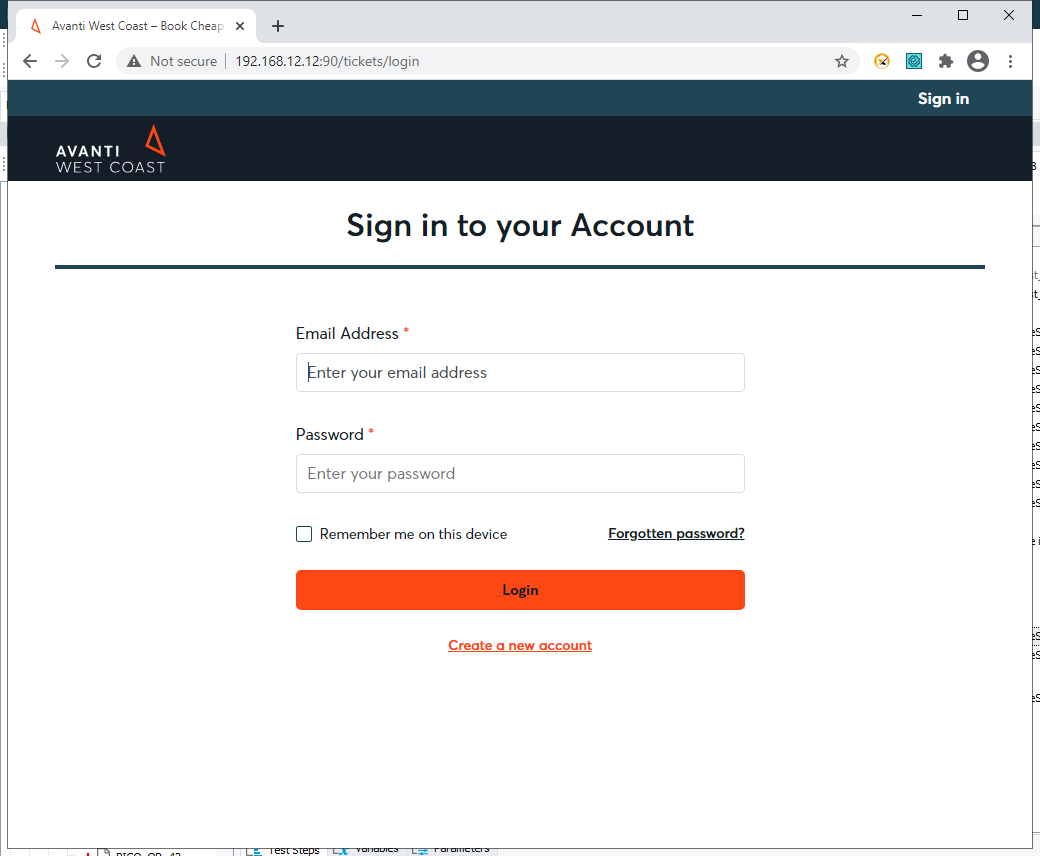 Avanti West Coast – Book Cheap
Not secure 192.168.12.12:90/tickets/login
Sign in
AVANTI
WEST COAST
Sign in to your Account
Email Address *
Enter your email address
Password *
Enter your password
Remember me on this device Forgotten password?
Login
Create a new account
Test Steps Variables Parameters